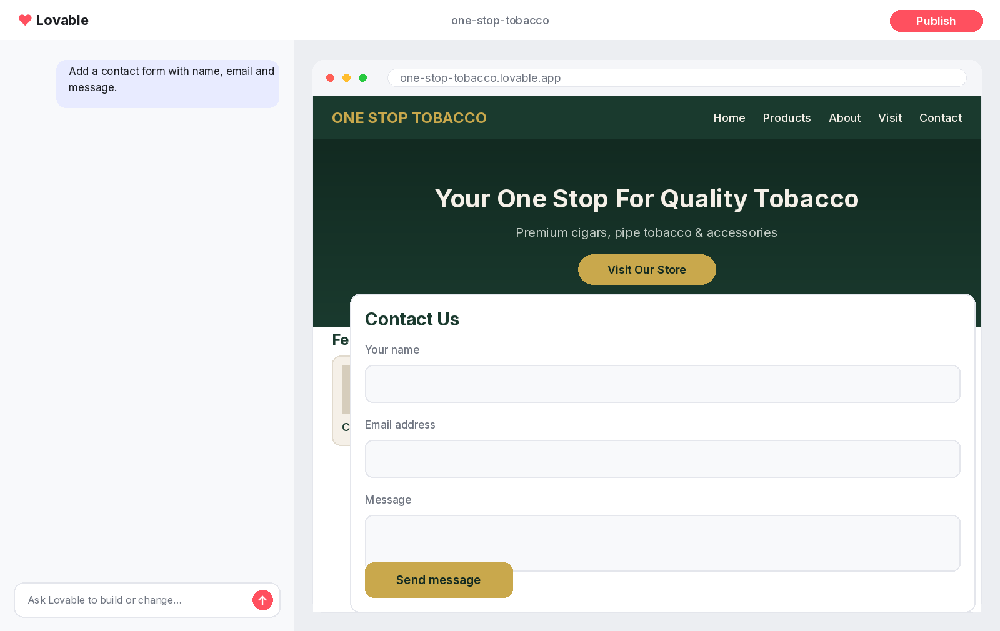 Lovable
one-stop-tobacco
Publish
Add a contact form with name, email and
message.
one-stop-tobacco.lovable.app
ONE STOP TOBACCO
Home Products About Visit Contact
Your One Stop For Quality Tobacco
Premium cigars, pipe tobacco & accessories
Visit Our Store
Contact Us
Fe
Your name
C
Email address
Message
Send message
Ask Lovable to build or change...